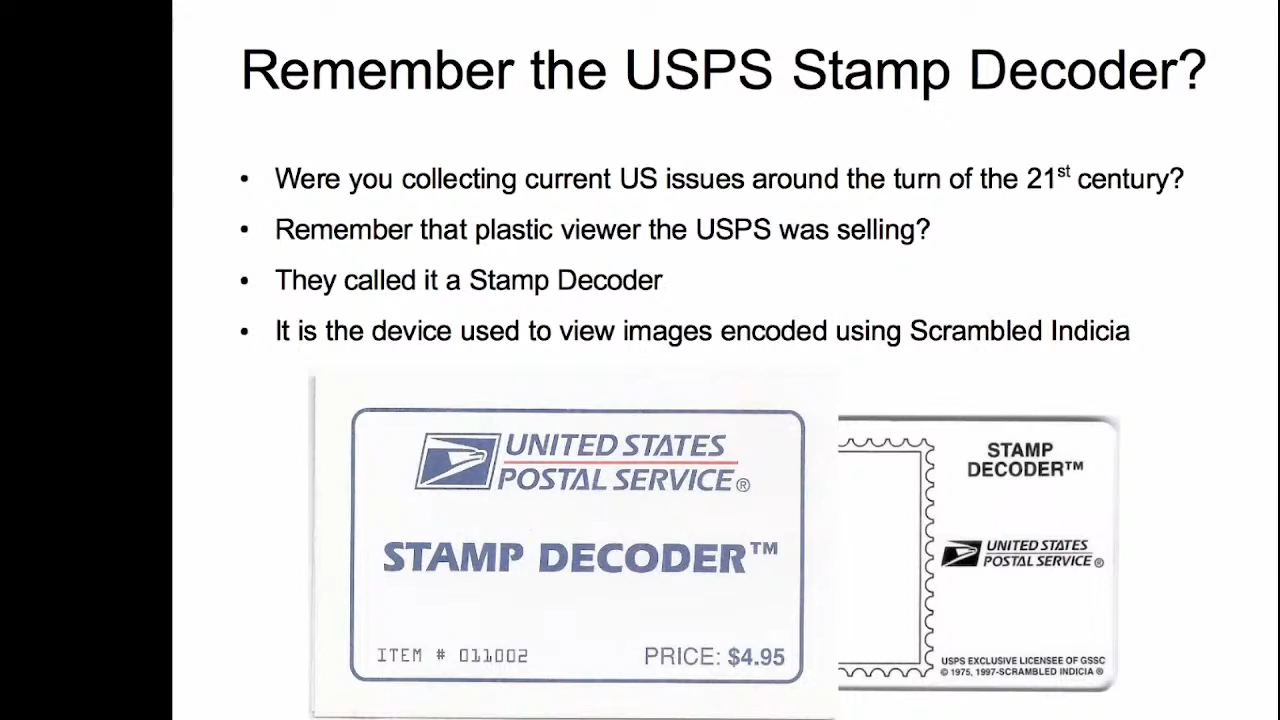 Remember the USPS Stamp Decoder?
• Were you collecting current US issues around the turn of the 21st century?
• Remember that plastic viewer the USPS was selling?
• They called it a Stamp Decoder
• It is the device used to view images encoded using Scrambled Indicia
UNITED STATES
POSTAL SERVICE®
STAMP DECODER™
ITEM # 011002
PRICE: $4.95
STAMP
DECODER™
UNITED STATES
POSTAL SERVICE®
USPS EXCLUSIVE LICENSEE OF GSSC
© 1975, 1997-SCRAMBLED INDICIA ®